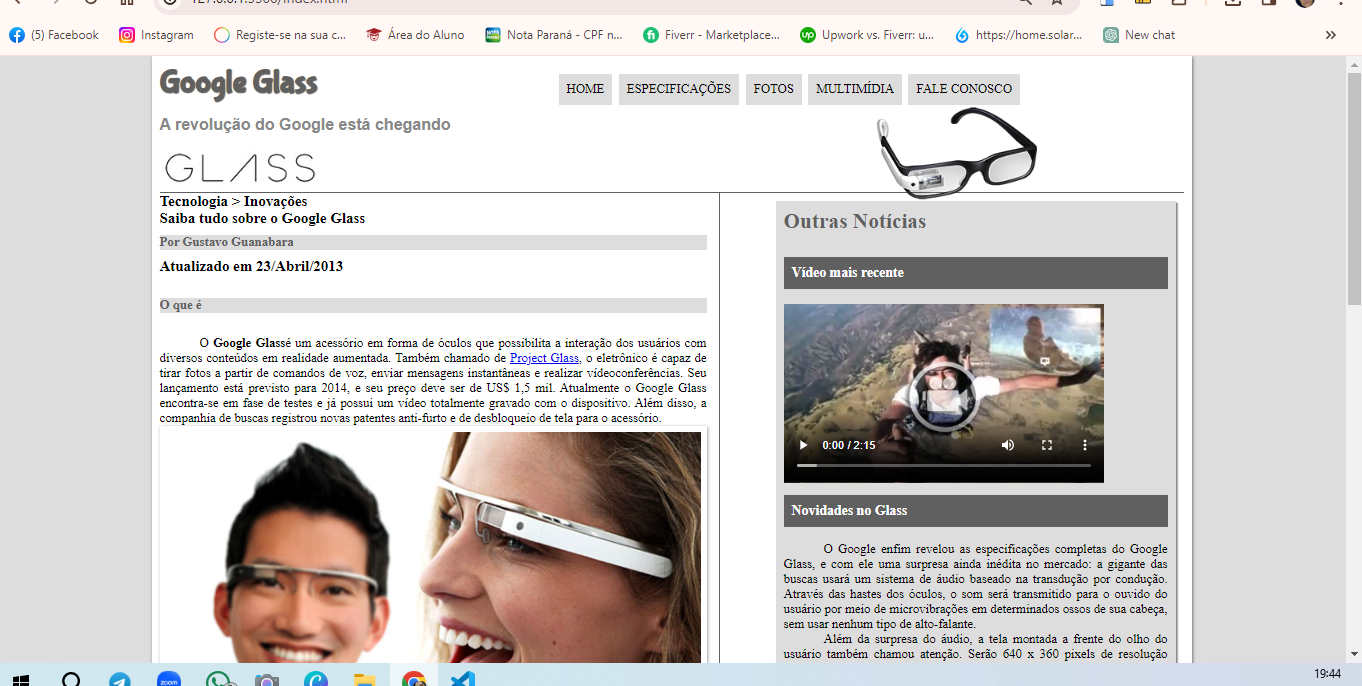 127.0.0.1:5500/index.html
(5) Facebook
Instagram
Registe-se na sua c...
Área do Aluno
Nota Paraná - CPF n...
Fiverr - Marketplace...
Upwork vs. Fiverr: u...
https://home.solar...
New chat
Google Glass
HOME
ESPECIFICAÇÕES
FOTOS
MULTIMÍDIA
FALE CONOSCO
A revolução do Google está chegando
GLASS
Tecnologia > Inovações
Saiba tudo sobre o Google Glass
Por Gustavo Guanabara
Atualizado em 23/Abril/2013
O que é
O Google Glassé um acessório em forma de óculos que possibilita a interação dos usuários com
diversos conteúdos em realidade aumentada. Também chamado de Project Glass, o eletrônico é capaz de
tirar fotos a partir de comandos de voz, enviar mensagens instantâneas e realizar vídeoconferências. Seu
lançamento está previsto para 2014, e seu preço deve ser de US$ 1,5 mil. Atualmente o Google Glass
encontra-se em fase de testes e já possui um vídeo totalmente gravado com o dispositivo. Além disso, a
companhia de buscas registrou novas patentes anti-furto e de desbloqueio de tela para o acessório.
Outras Notícias
Vídeo mais recente
0:00 / 2:15
Novidades no Glass
O Google enfim revelou as especificações completas do Google
Glass, e com ele uma surpresa ainda inédita no mercado: a gigante das
buscas usará um sistema de áudio baseado na transdução por condução.
Através das hastes dos óculos, o som será transmitido para o ouvido do
usuário por meio de microvibrações em determinados ossos de sua cabeça,
sem usar nenhum tipo de alto-falante.
Além da surpresa do áudio, a tela montada a frente do olho do
usuário também chamou atenção. Serão 640 x 360 pixels de resolução
zoom
19:44